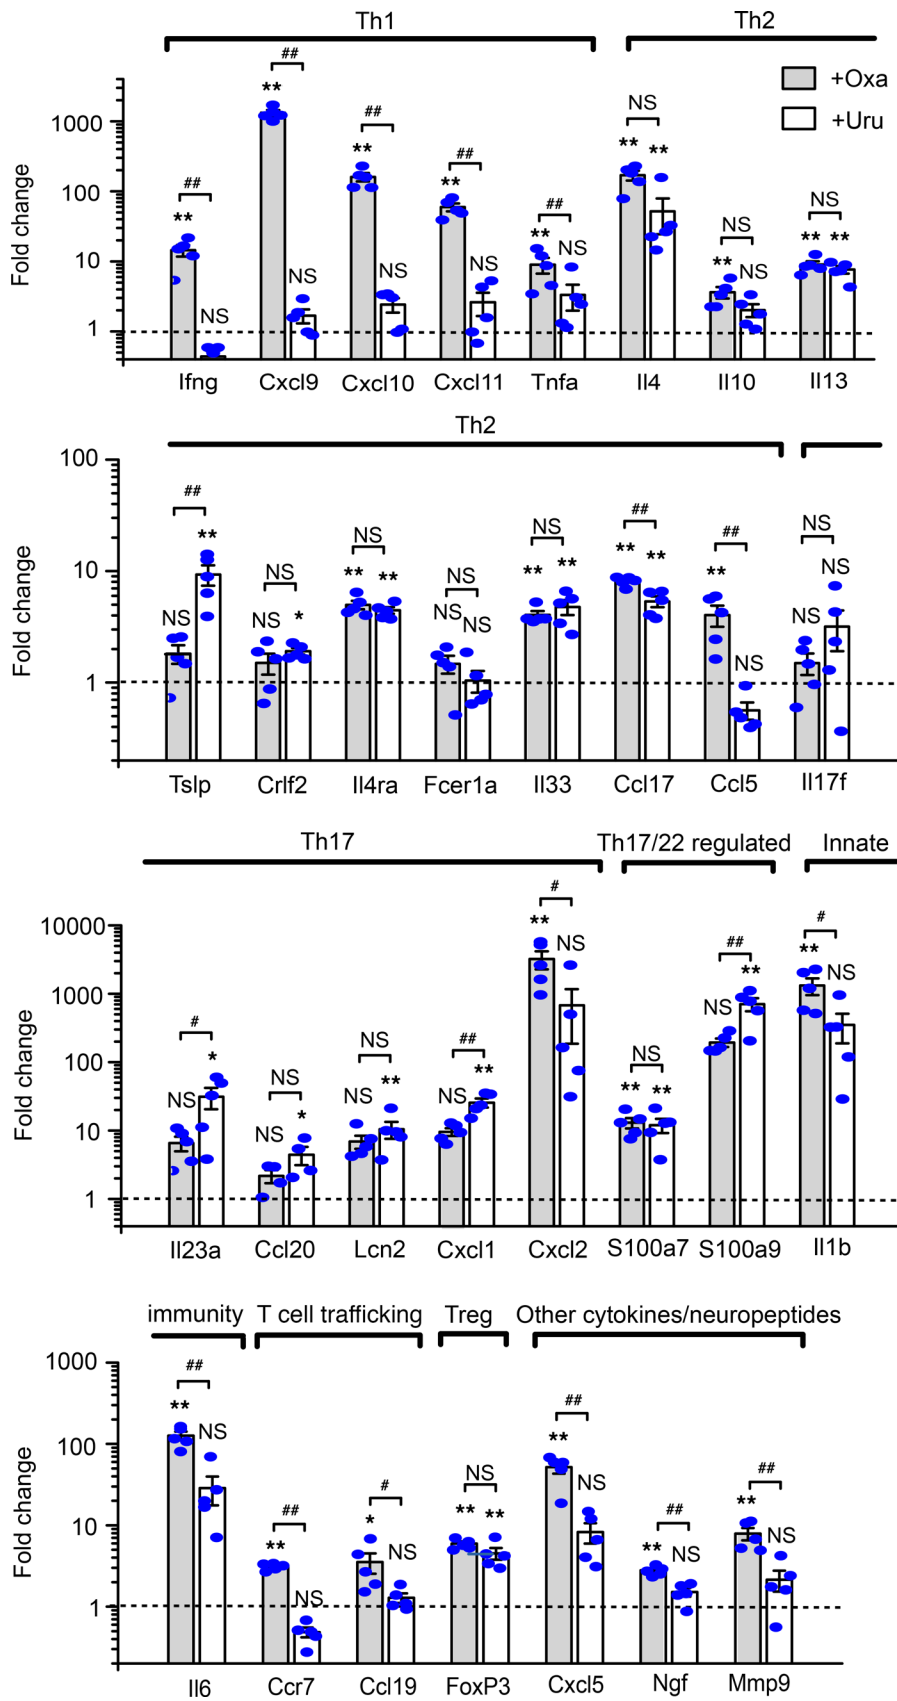 Th1 Th2
+Oxa
+Uru
## ## ## ## ## NS NS NS
** ** ** ** ** ** ** ** **  **
NS NS NS NS NS NS
Fold change
1000
100
10
1
Ifng Cxcl9 Cxcl10 Cxcl11 Tnfa Il4 Il10 Il13
Th2
## NS NS NS NS ## ## NS
NS ** NS * ** ** NS NS ** ** ** ** ** NS NS NS
Fold change
100
10
1
Tslp Crlf2 Il4ra Fcer1a Il33 Ccl17 Ccl5 Il17f
Th17 Th17/22 regulated Innate
# NS NS ## # NS ## #
NS * NS * NS ** NS ** ** NS ** ** NS ** ** NS
Fold change
10000
1000
100
10
1
Il23a Ccl20 Lcn2 Cxcl1 Cxcl2 S100a7 S100a9 Il1b
immunity T cell trafficking Treg Other cytokines/neuropeptides
## ## # NS ## ## ##
** NS ** NS * NS ** ** ** NS ** NS ** NS
Fold change
1000
100
10
1
Il6 Ccr7 Ccl19 FoxP3 Cxcl5 Ngf Mmp9